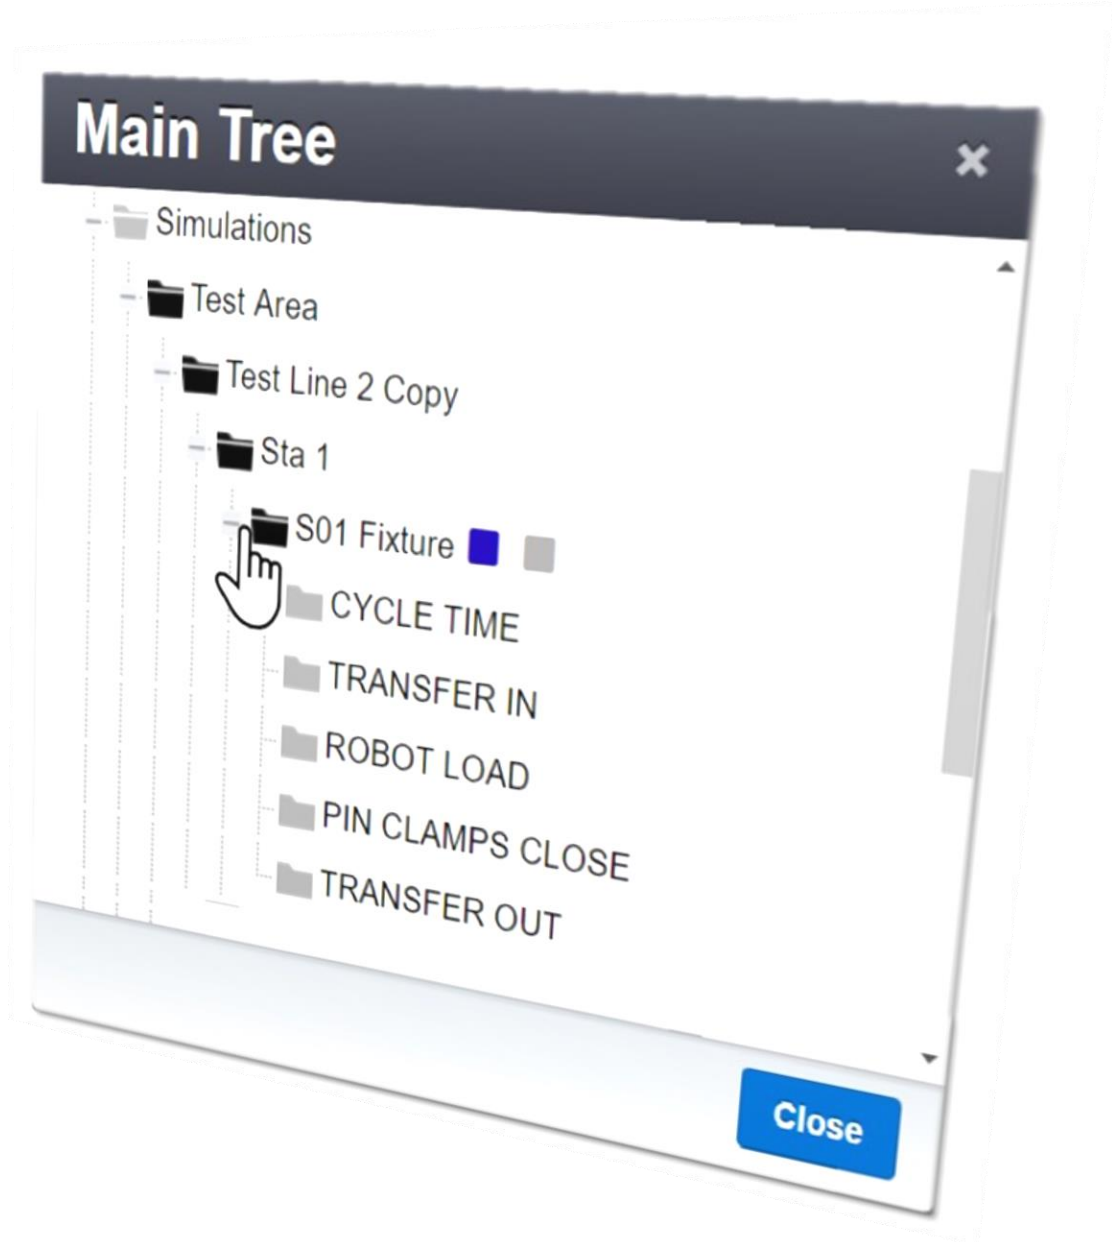 Main Tree
Simulations
Test Area
Test Line 2 Copy
Sta 1
S01 Fixture
CYCLE TIME
TRANSFER IN
ROBOT LOAD
PIN CLAMPS CLOSE
TRANSFER OUT
Close